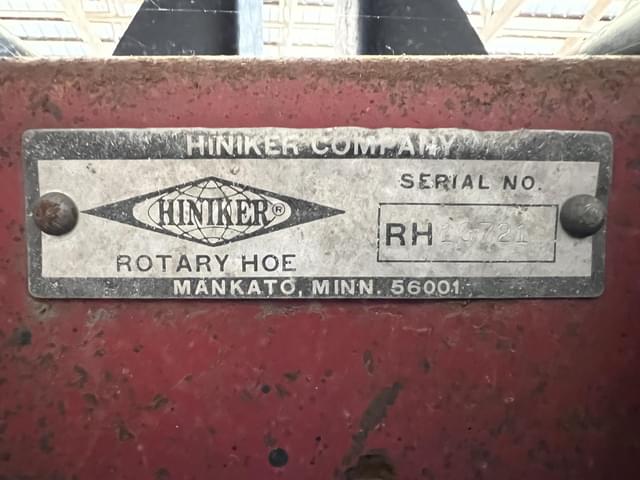 HINIKER COMPANY
HINIKER®
SERIAL NO.
RH
ROTARY HOE
MANKATO, MINN. 56001